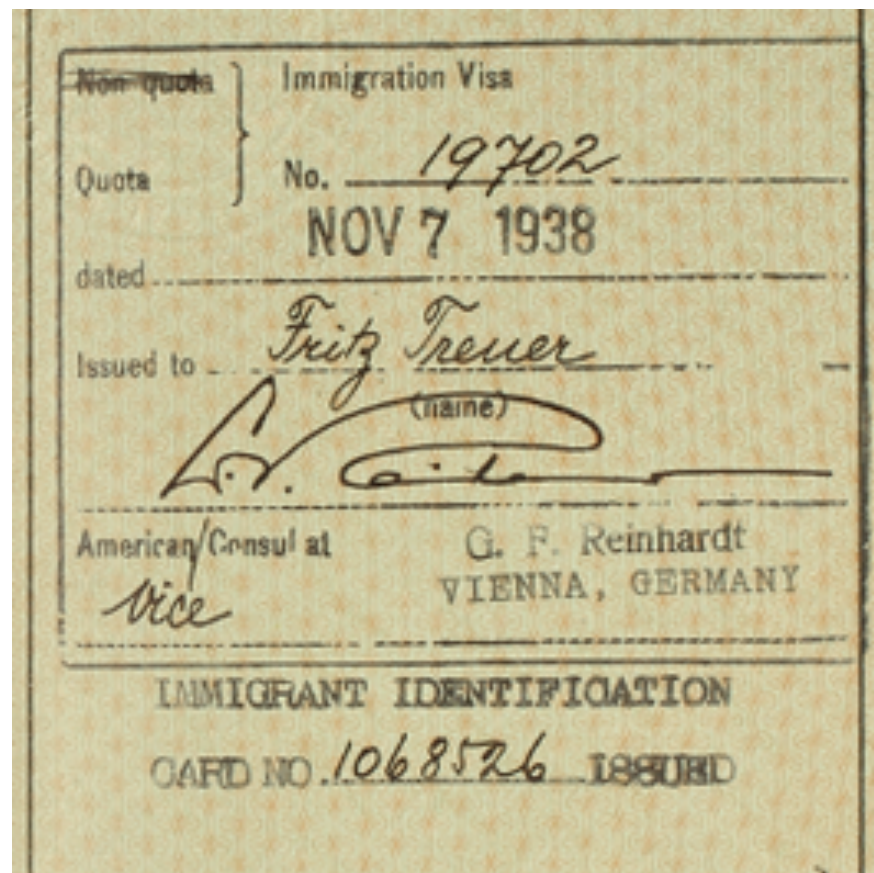 Non quota } Immigration Visa
Quota No. 19702
NOV 7 1938
dated
Issued to Fritz Treuer
(name)
American/Consul at G. F. Reinhardt
vice VIENNA, GERMANY
IMMIGRANT IDENTIFICATION
CARD NO. 1068526 ISSUED